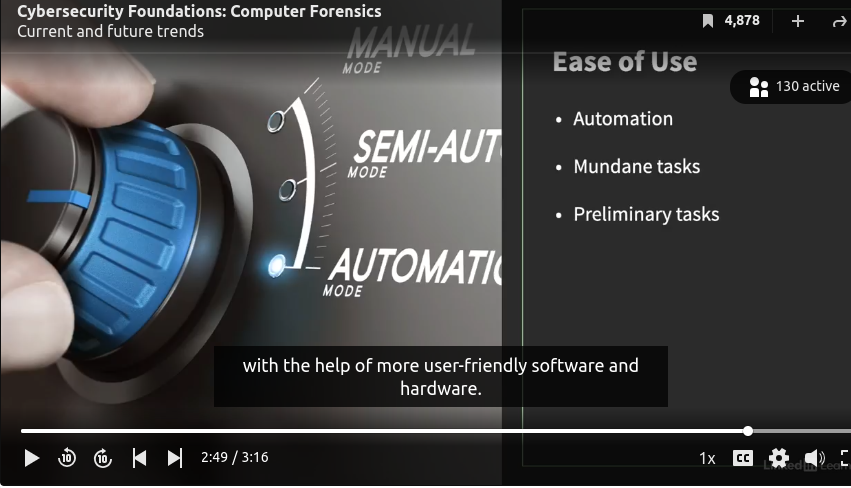 Cybersecurity Foundations: Computer Forensics
Current and future trends
4,878
130 active
MANUAL
MODE
SEMI-AUT
MODE
AUTOMATIC
MODE
Ease of Use
• Automation
• Mundane tasks
• Preliminary tasks
with the help of more user-friendly software and
hardware.
10
10
2:49 / 3:16
1x
CC